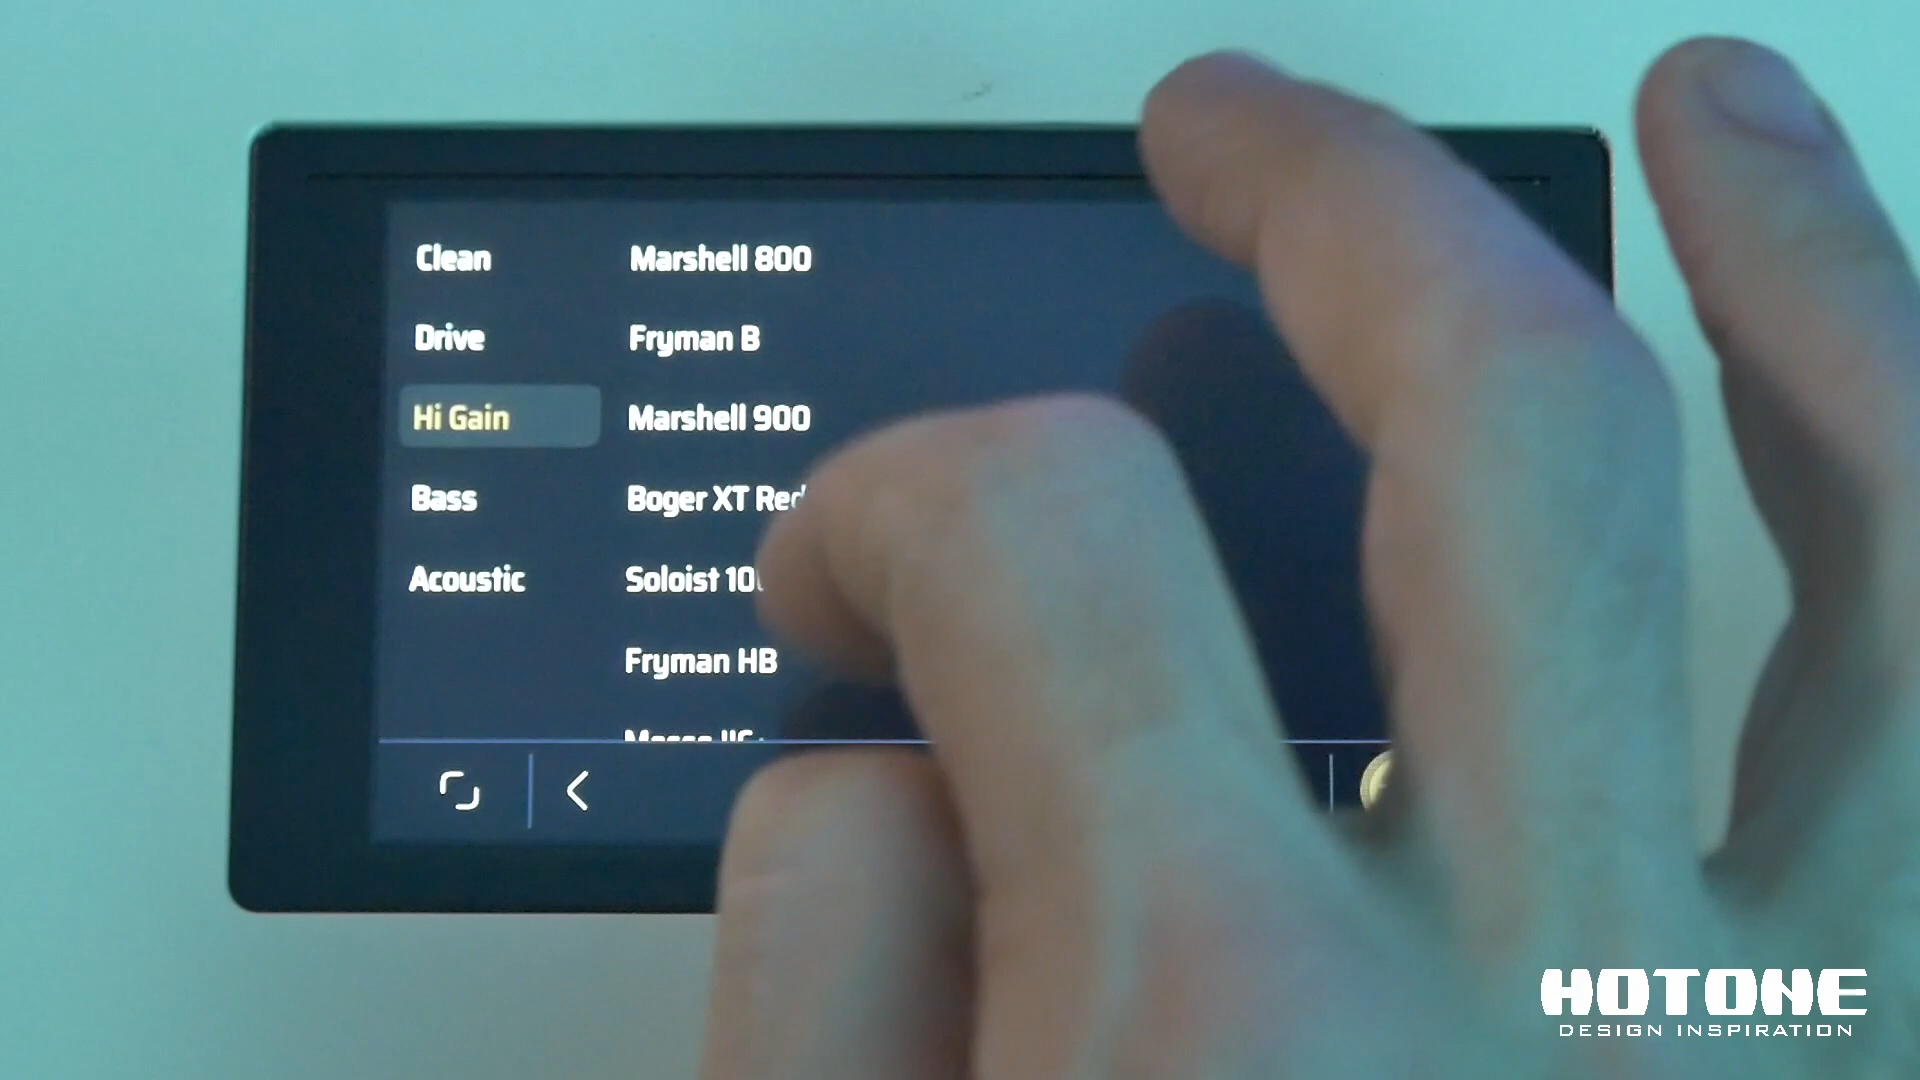 Clean
Drive
Hi Gain
Bass
Acoustic
Marshell 800
Fryman B
Marshell 900
Boger XT Red
Soloist
Fryman HB
HOTONE
DESIGN INSPIRATION